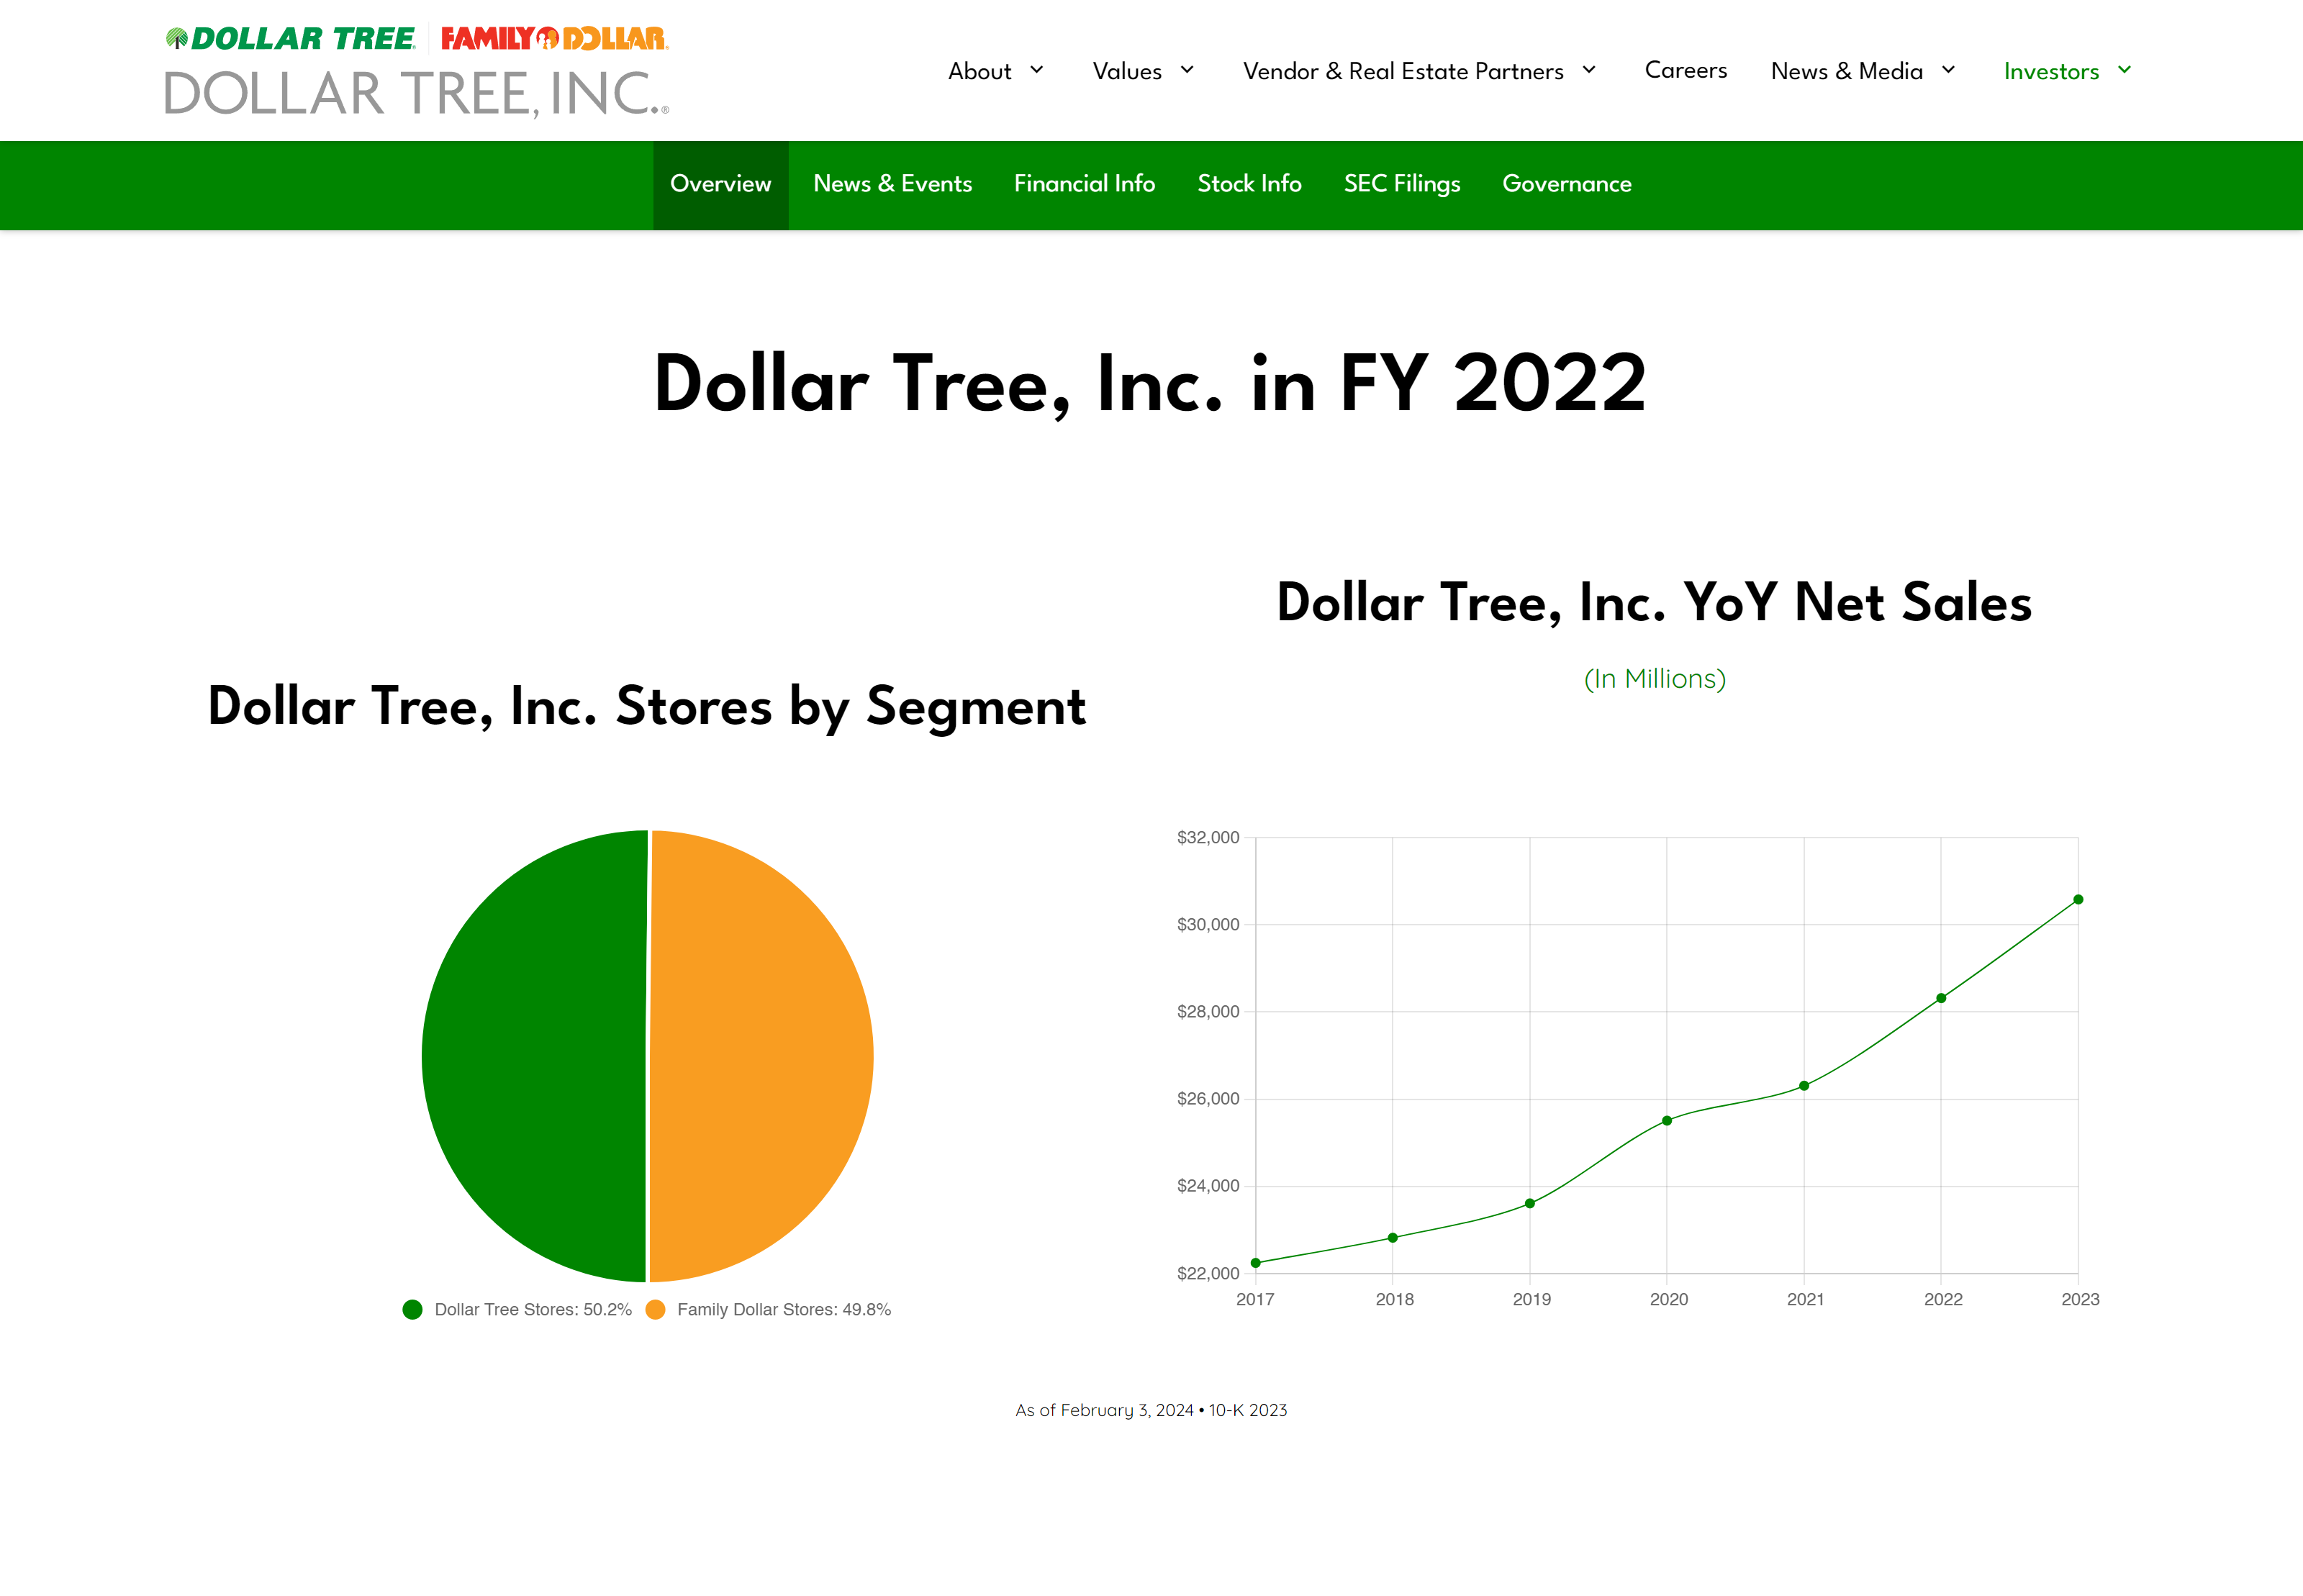 DOLLAR TREE FAMILY DOLLAR
DOLLAR TREE, INC.®
About Values Vendor & Real Estate Partners Careers News & Media Investors
Overview News & Events Financial Info Stock Info SEC Filings Governance
Dollar Tree, Inc. in FY 2022
Dollar Tree, Inc. Stores by Segment
Dollar Tree Stores: 50.2% Family Dollar Stores: 49.8%
Dollar Tree, Inc. YoY Net Sales
(In Millions)
$32,000
$30,000
$28,000
$26,000
$24,000
$22,000
2017 2018 2019 2020 2021 2022 2023
As of February 3, 2024 • 10-K 2023